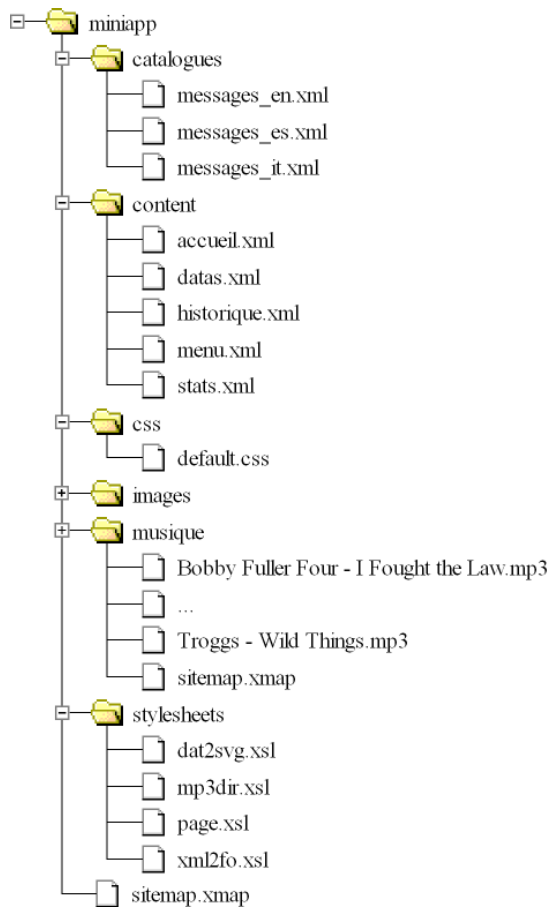 miniapp
catalogues
messages_en.xml
messages_es.xml
messages_it.xml
content
accueil.xml
datas.xml
historique.xml
menu.xml
stats.xml
css
default.css
images
musique
Bobby Fuller Four - I Fought the Law.mp3
...
Troggs - Wild Things.mp3
sitemap.xmap
stylesheets
dat2svg.xsl
mp3dir.xsl
page.xsl
xml2fo.xsl
sitemap.xmap